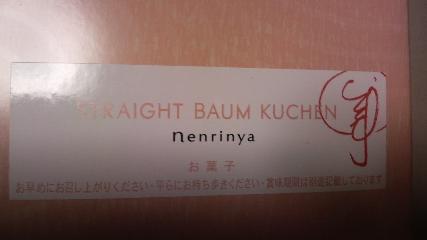 STRAIGHT BAUM KUCHEN
nenrinya
お菓子
お早めにお召し上がりください・平らにお持ち歩きください・賞味期限は別途記載しております